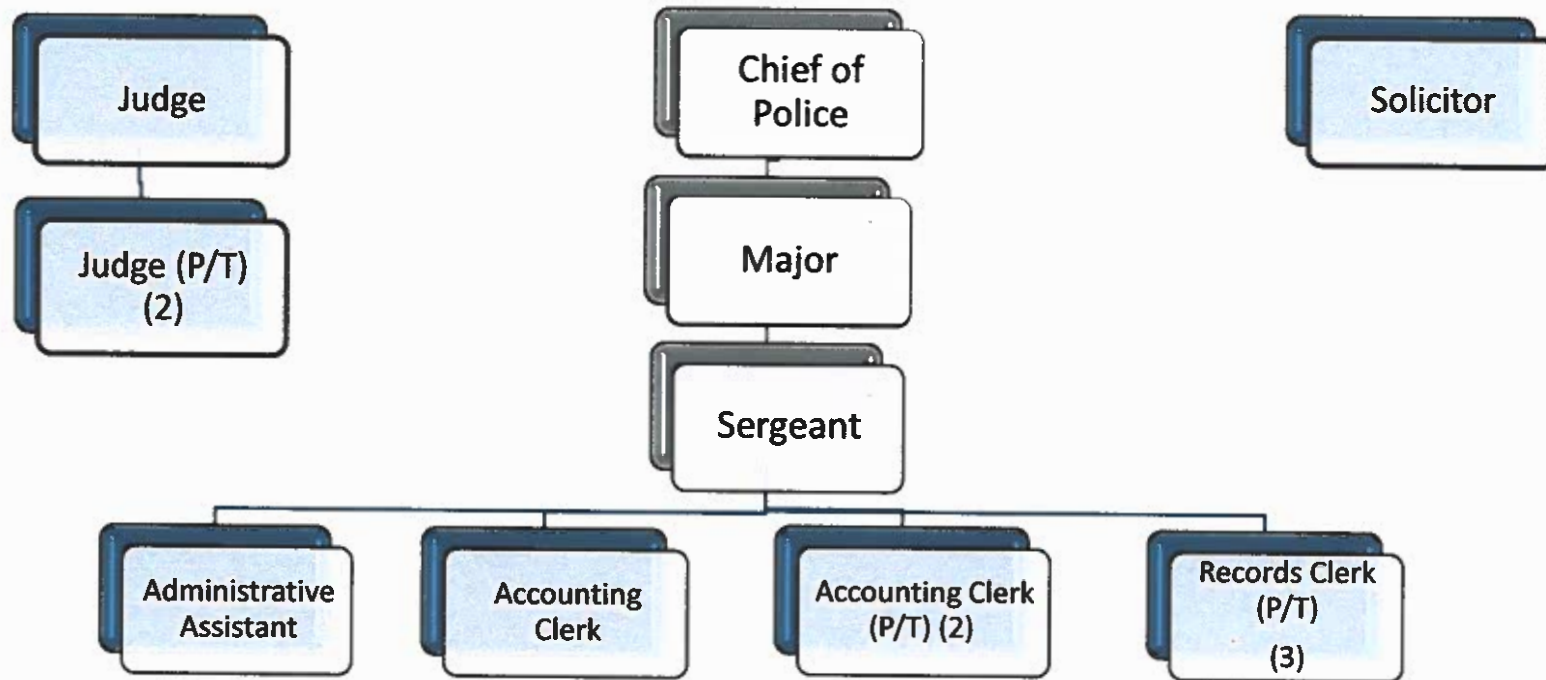 Judge
Chief of
Police
Solicitor
Judge (P/T)
(2)
Major
Sergeant
Administrative
Assistant
Accounting
Clerk
Accounting Clerk
(P/T) (2)
Records Clerk
(P/T)
(3)